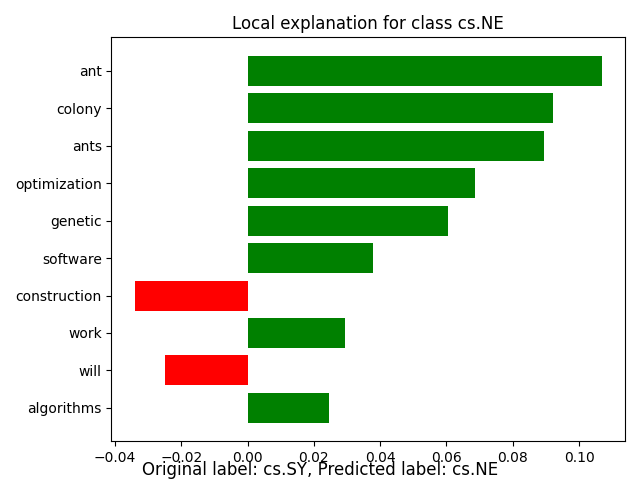 Local explanation for class cs.NE
ant
colony
ants
optimization
genetic
software
construction
work
will
algorithms
−0.04 −0.02 0.00 0.02 0.04 0.06 0.08 0.10
Original label: cs.SY, Predicted label: cs.NE